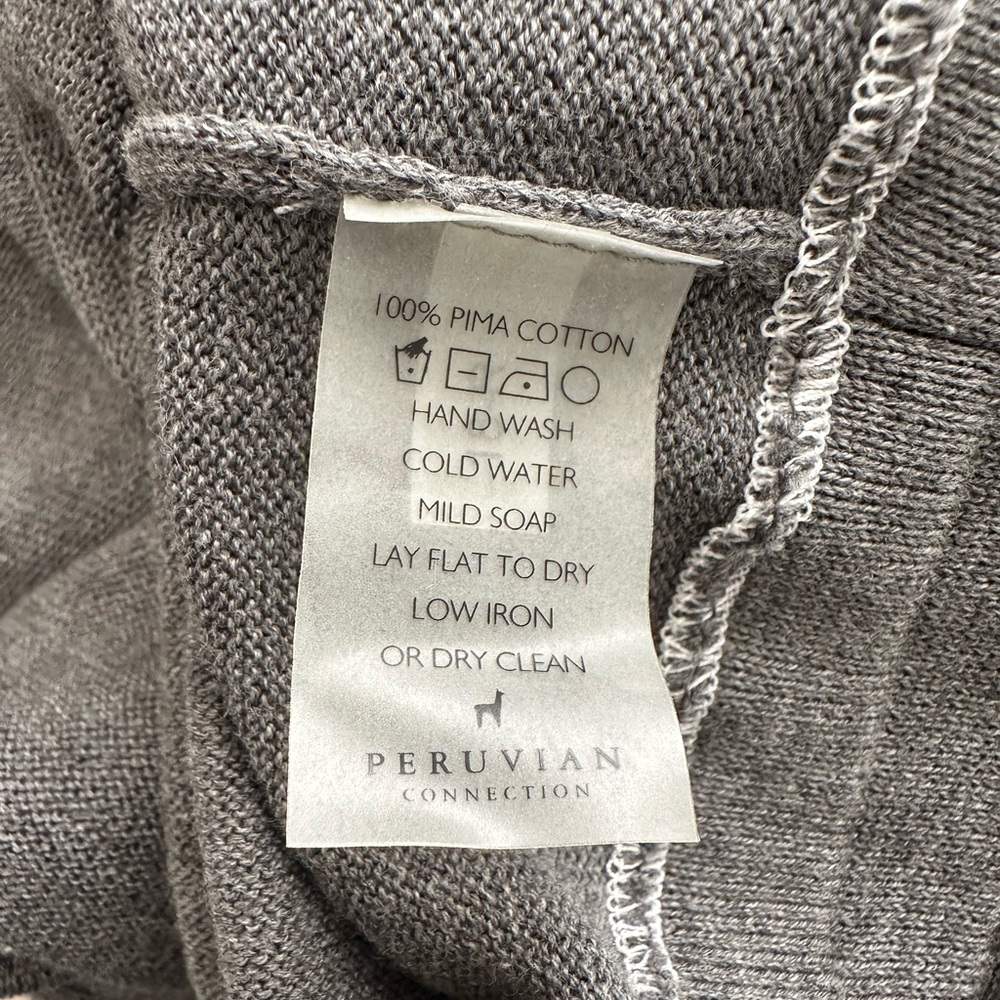 100% PIMA COTTON
HAND WASH
COLD WATER
MILD SOAP
LAY FLAT TO DRY
LOW IRON
OR DRY CLEAN
PERUVIAN
CONNECTION